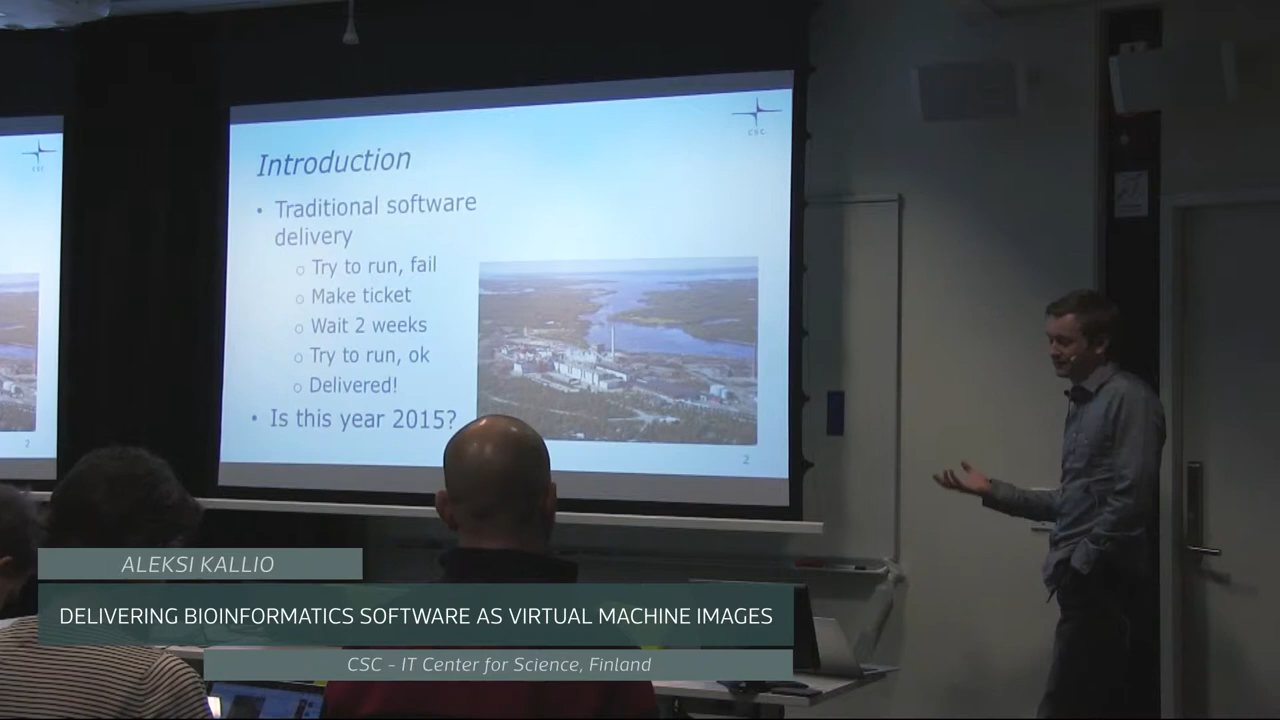 CSC
CSC
Introduction
• Traditional software
delivery
○ Try to run, fail
○ Make ticket
○ Wait 2 weeks
○ Try to run, ok
○ Delivered!
• Is this year 2015?
2
2
ALEKSI KALLIO
DELIVERING BIOINFORMATICS SOFTWARE AS VIRTUAL MACHINE IMAGES
CSC - IT Center for Science, Finland